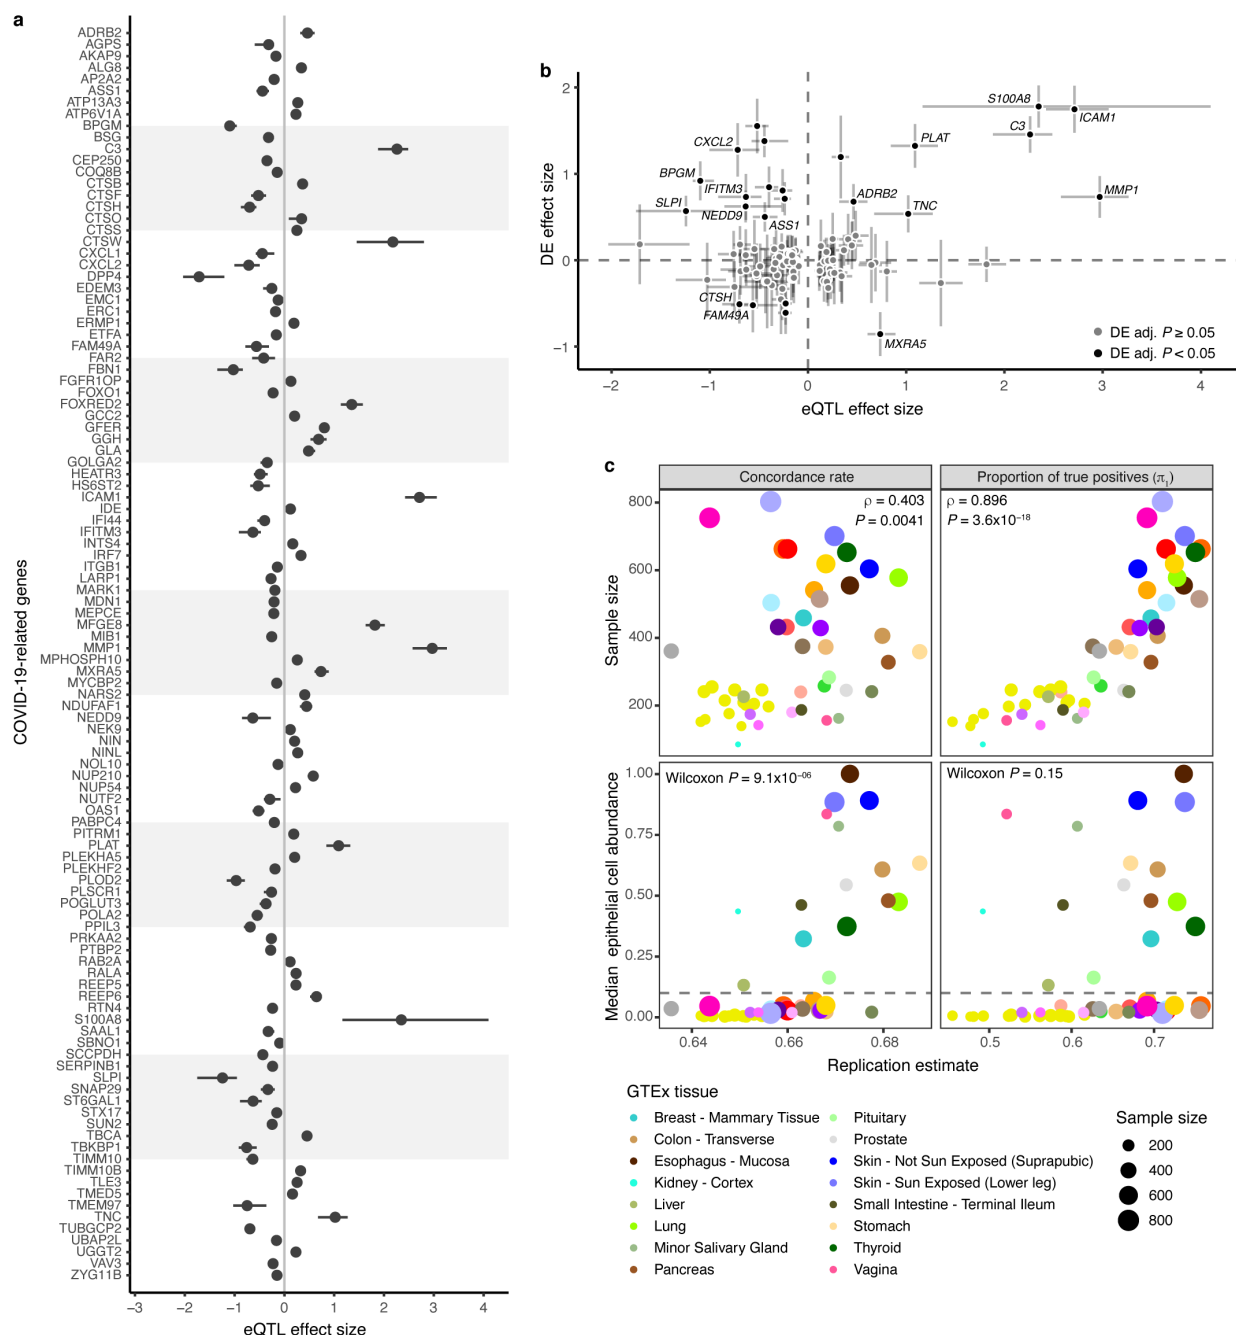 a
COVID-19-related genes
ADRB2
AGPS
AKAP9
ALG8
AP2A2
ASS1
ATP13A3
ATP6V1A
BPGM
BSG
C3
CEP250
COQ8B
CTSB
CTSF
CTSH
CTSO
CTSS
CTSW
CXCL1
CXCL2
DPP4
EDEM3
EMC1
ERC1
ERMP1
ETFA
FAM49A
FAR2
FBN1
FGFR1OP
FOXO1
FOXRED2
GCC2
GFER
GGH
GLA
GOLGA2
HEATR3
HS6ST2
ICAM1
IDE
IFI44
IFITM3
INTS4
IRF7
ITGB1
LARP1
MARK1
MDN1
MEPCE
MFGE8
MIB1
MMP1
MPHOSPH10
MXRA5
MYCBP2
NARS2
NDUFAF1
NEDD9
NEK9
NIN
NINL
NOL10
NUP210
NUP54
NUTF2
OAS1
PABPC4
PITRM1
PLAT
PLEKHA5
PLEKHF2
PLOD2
PLSCR1
POGLUT3
POLA2
PPIL3
PRKAA2
PTBP2
RAB2A
RALA
REEP5
REEP6
RTN4
S100A8
SAAL1
SBNO1
SCCPDH
SERPINB1
SLPI
SNAP29
ST6GAL1
STX17
SUN2
TBCA
TBKBP1
TIMM10
TIMM10B
TLE3
TMED5
TMEM97
TNC
TUBGCP2
UBAP2L
UGGT2
VAV3
ZYG11B
−3 −2 −1 0 1 2 3 4
eQTL effect size
b
DE effect size
2
1
0
−1
S100A8
ICAM1
C3
PLAT
CXCL2
BPGM
IFITM3
SLPI
NEDD9
ASS1
ADRB2
TNC
MMP1
CTSH
FAM49A
MXRA5
DE adj. P ≥ 0.05
DE adj. P < 0.05
−2 −1 0 1 2 3 4
eQTL effect size
c
Concordance rate
Proportion of true positives (π₁)
Sample size
800
600
400
200
ρ = 0.403
P = 0.0041
ρ = 0.896
P = 3.6x10⁻¹⁸
Median epithelial cell abundance
1.00
0.75
0.50
0.25
0.00
Wilcoxon P = 9.1x10⁻⁰⁶
Wilcoxon P = 0.15
0.64 0.66 0.68 0.5 0.6 0.7
Replication estimate
GTEx tissue
Breast - Mammary Tissue
Colon - Transverse
Esophagus - Mucosa
Kidney - Cortex
Liver
Lung
Minor Salivary Gland
Pancreas
Pituitary
Prostate
Skin - Not Sun Exposed (Suprapubic)
Skin - Sun Exposed (Lower leg)
Small Intestine - Terminal Ileum
Stomach
Thyroid
Vagina
Sample size
200
400
600
800